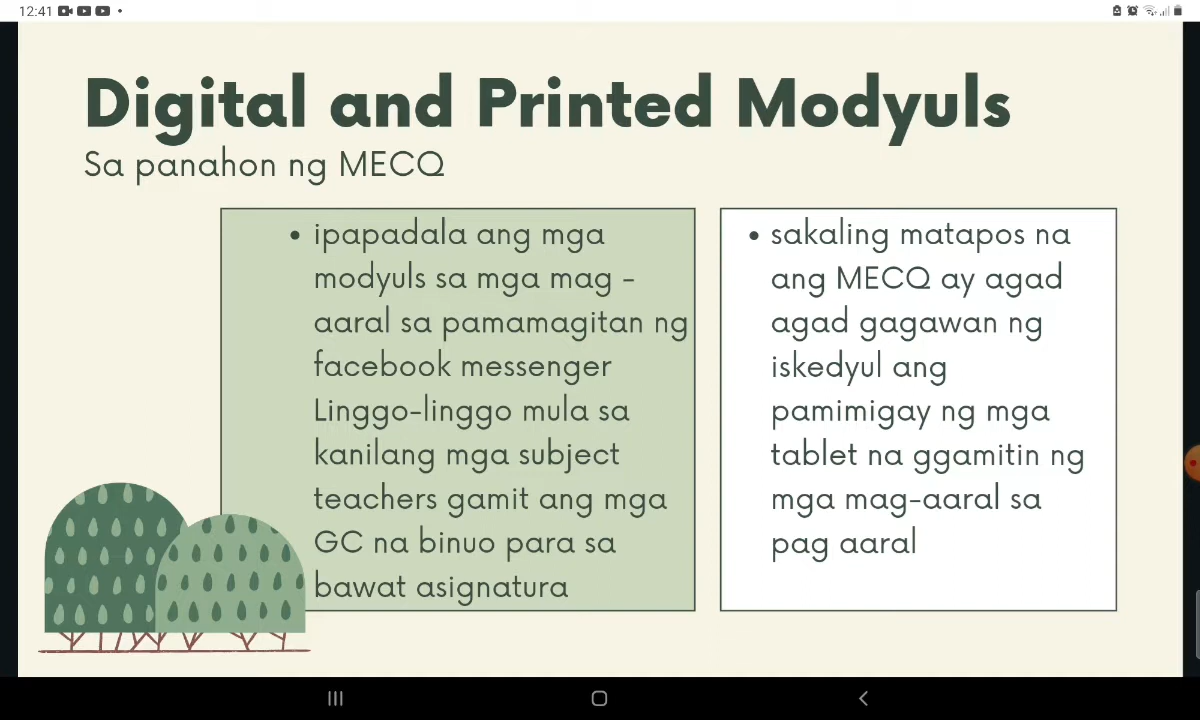 12:41
Digital and Printed Modyuls
Sa panahon ng MECQ
• ipapadala ang mga
modyuls sa mga mag -
aaral sa pamamagitan ng
facebook messenger
Linggo-linggo mula sa
kanilang mga subject
teachers gamit ang mga
GC na binuo para sa
bawat asignatura
• sakaling matapos na
ang MECQ ay agad
agad gagawan ng
iskedyul ang
pamimigay ng mga
tablet na ggamitin ng
mga mag-aaral sa
pag aaral